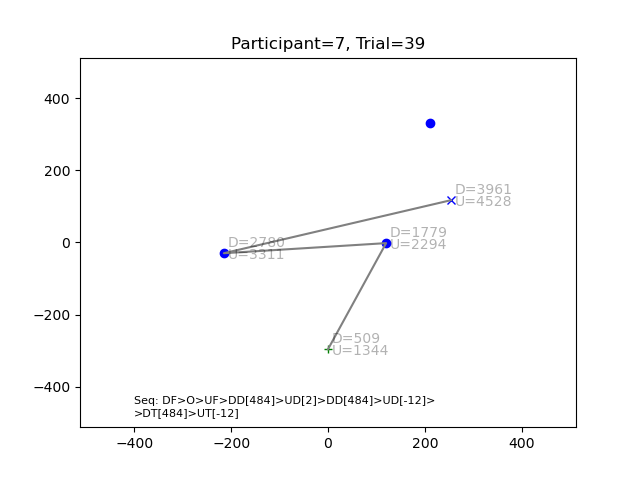 Participant=7, Trial=39
400
200
0
−200
−400
D=3961
U=4528
D=1779
U=2294
D=2780
U=3311
D=509
U=1344
Seq: DF>O>UF>DD[484]>UD[2]>DD[484]>UD[-12]>
>DT[484]>UT[-12]
−400 −200 0 200 400